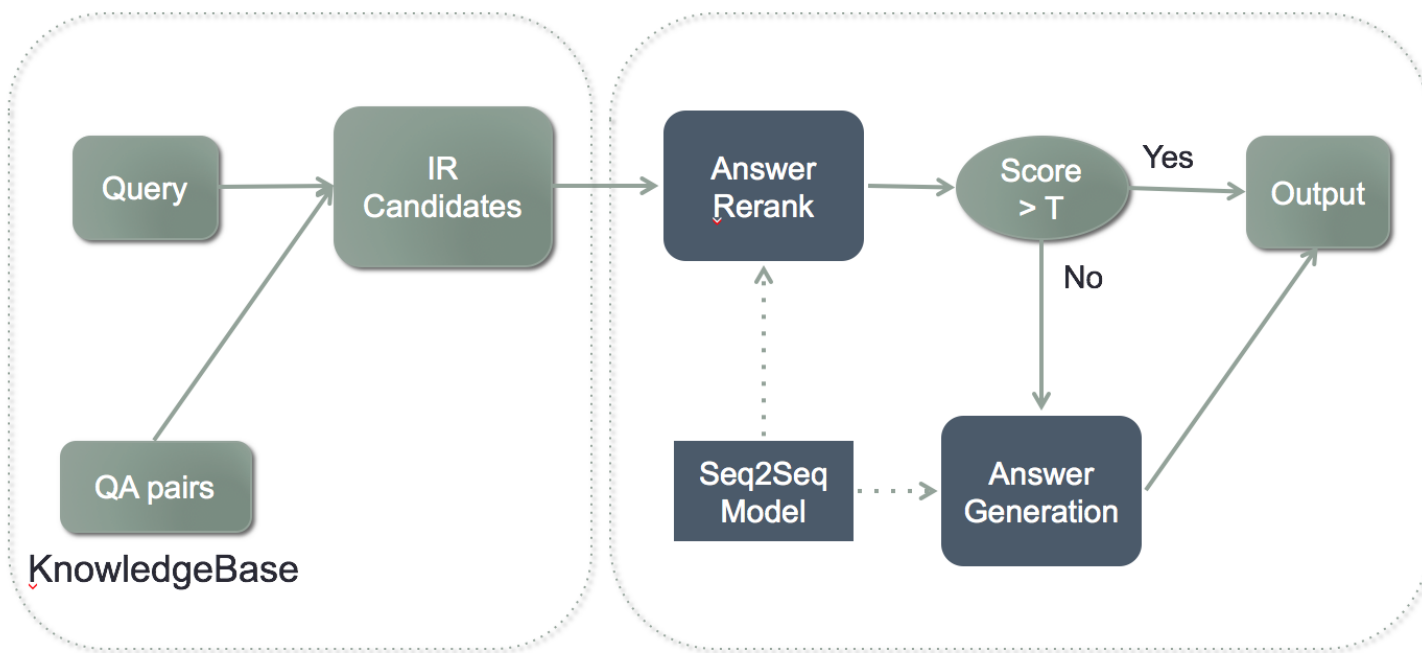 Query
QA pairs
KnowledgeBase
IR
Candidates
Answer
Rerank
Score
> T
Yes
Output
No
Seq2Seq
Model
Answer
Generation